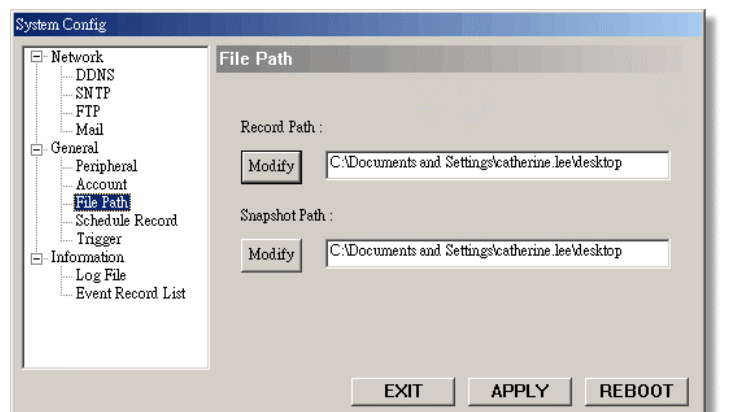 System Config
Network
DDNS
SNTP
FTP
Mail
General
Peripheral
Account
File Path
Schedule Record
Trigger
Information
Log File
Event Record List
File Path
Record Path :
Modify
C:\Documents and Settings\catherine.lee\desktop
Snapshot Path :
Modify
C:\Documents and Settings\catherine.lee\desktop
EXIT
APPLY
REBOOT